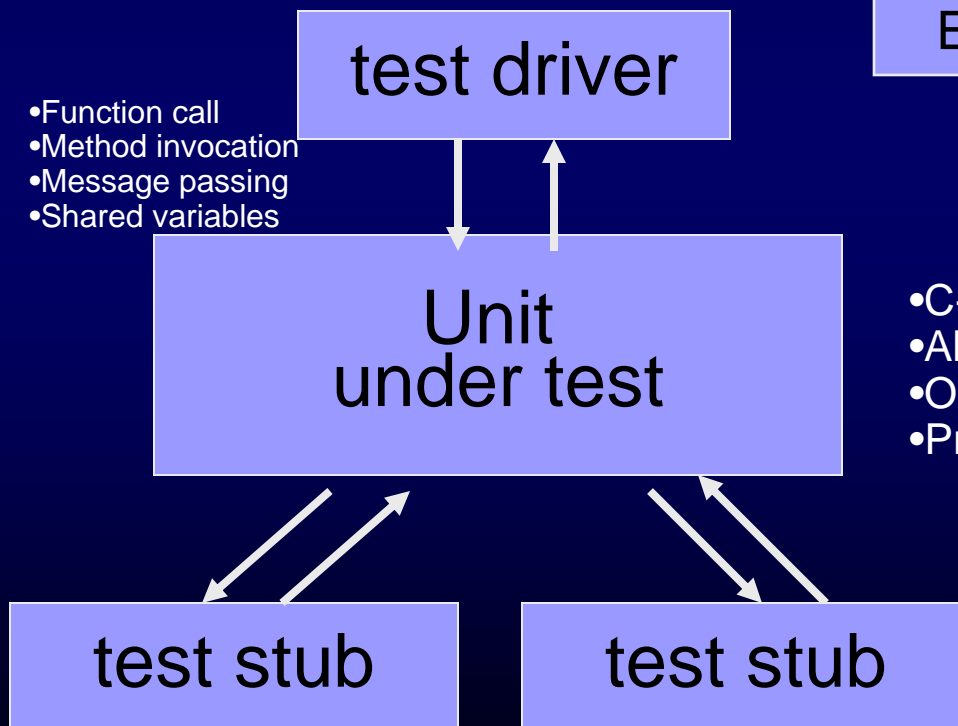 test driver
•Function call
•Method invocation
•Message passing
•Shared variables
Unit
under test
test stub
test stub